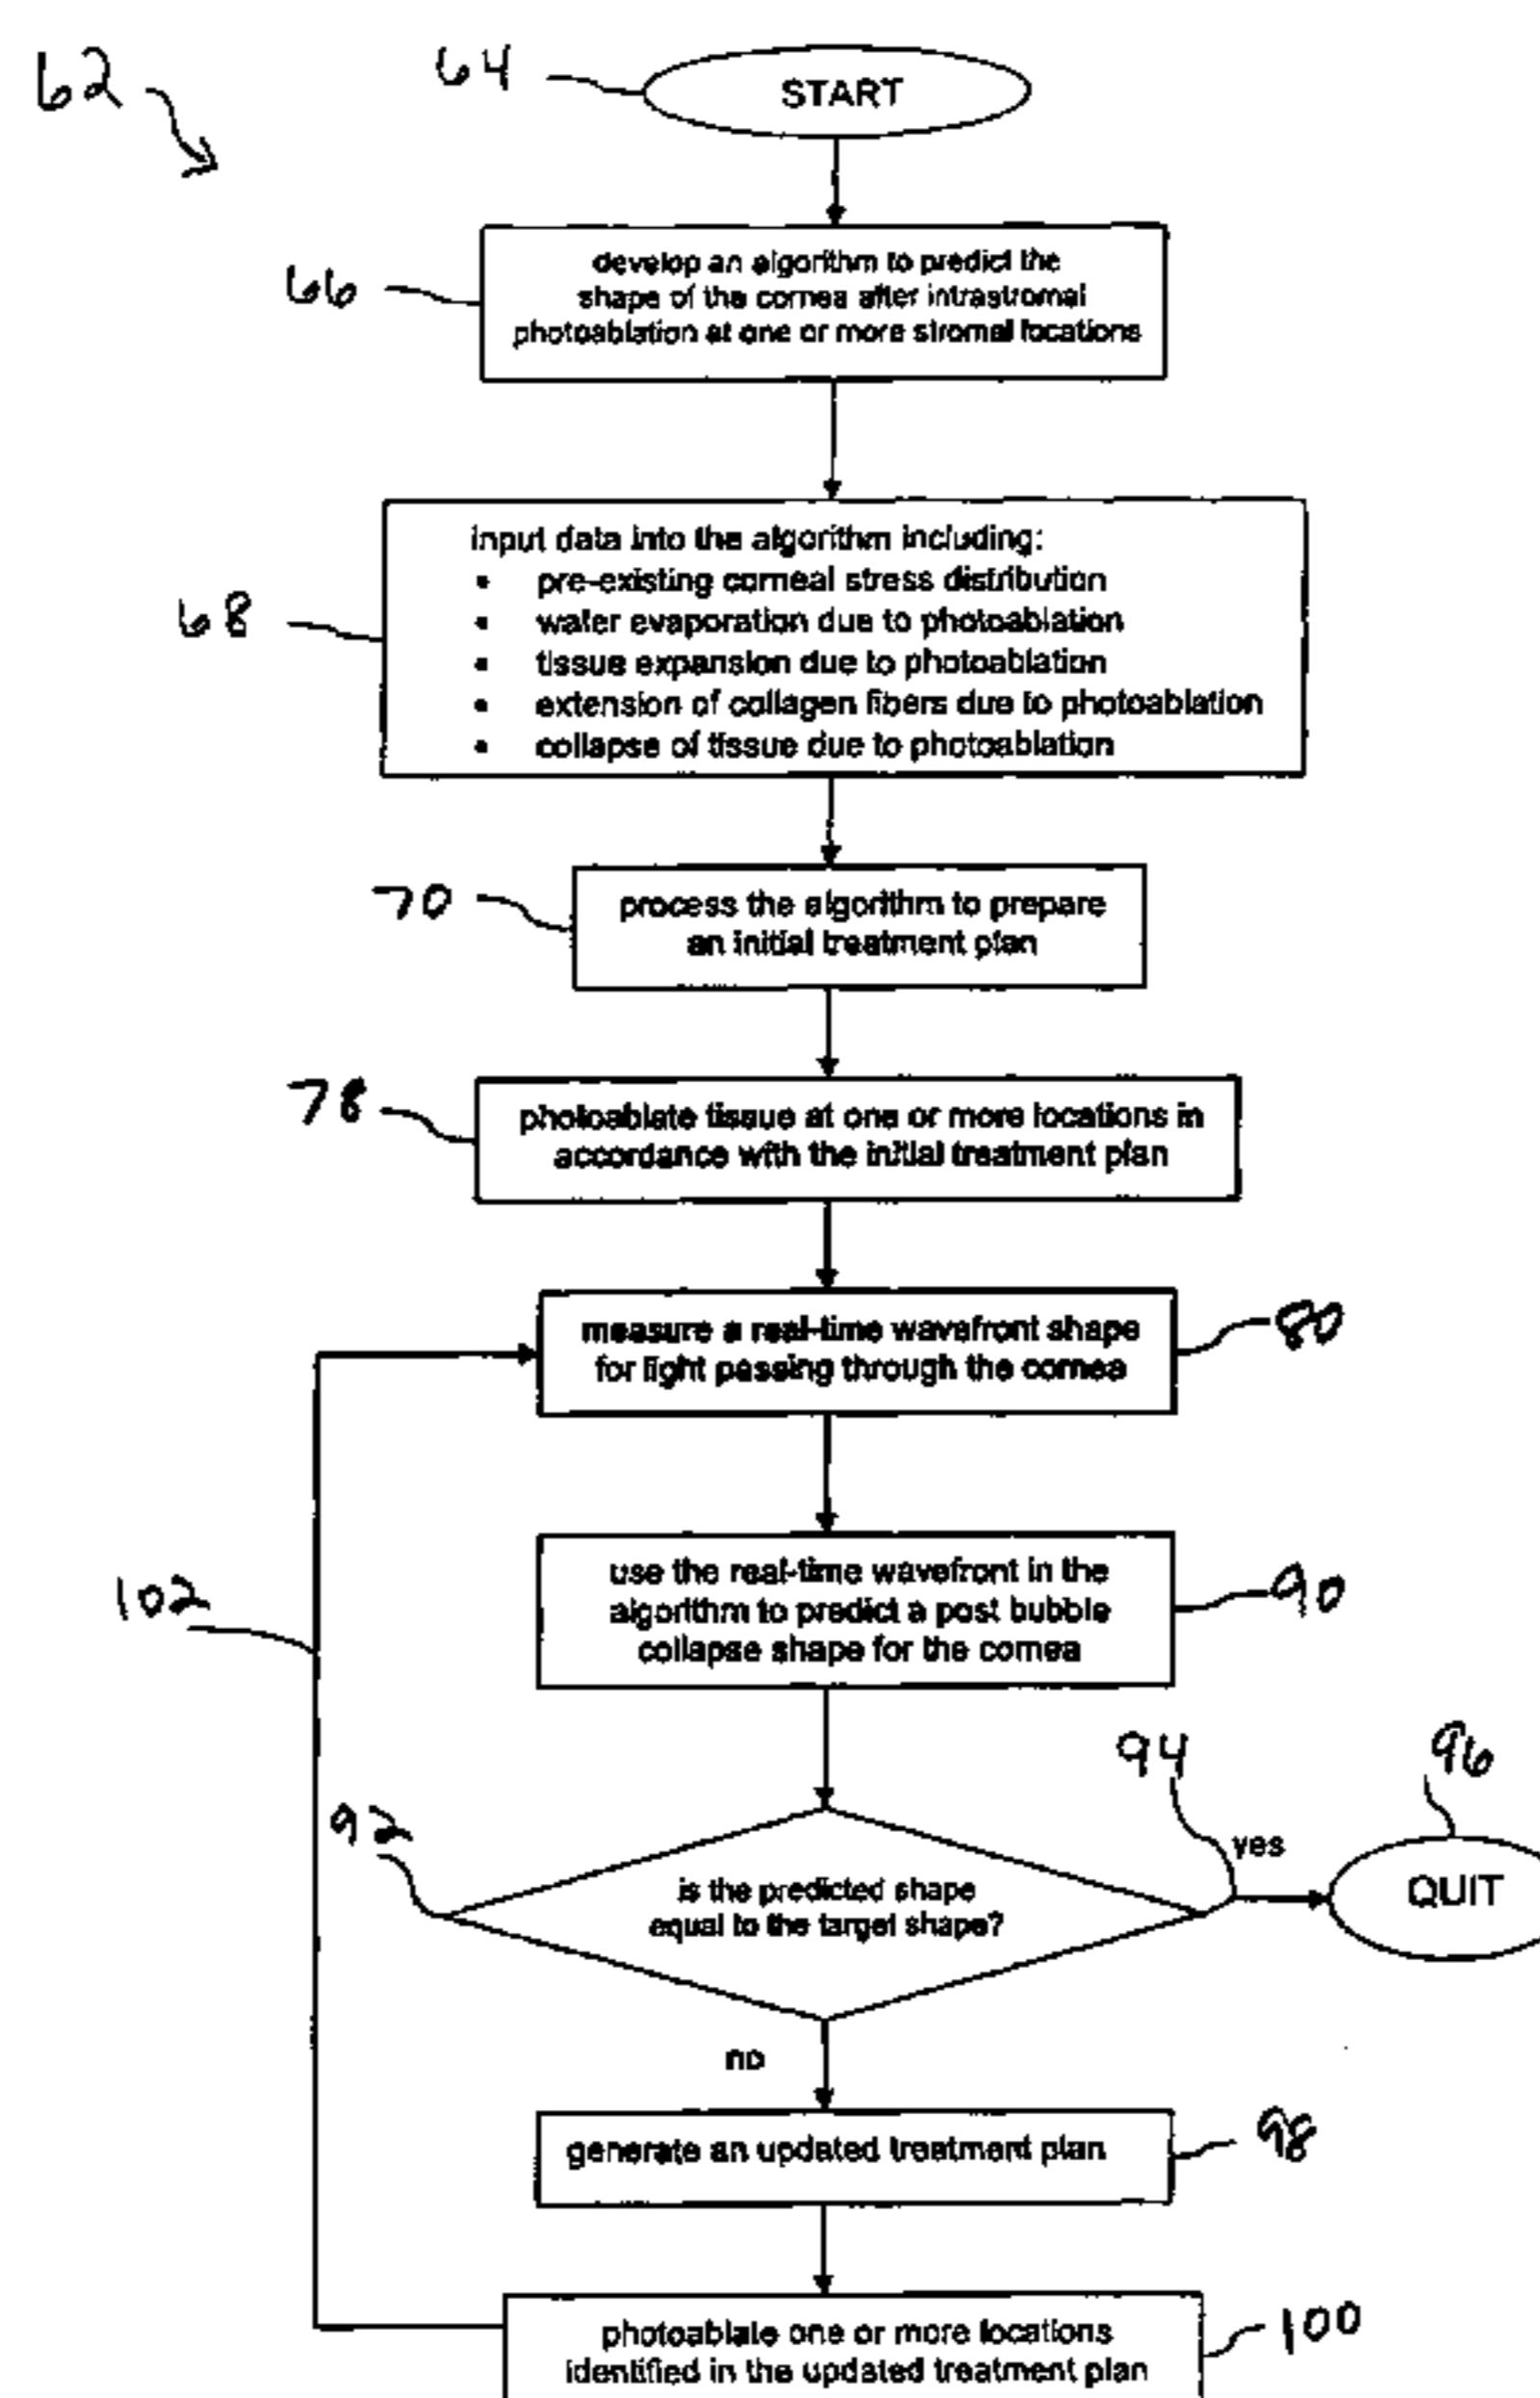 62
64
START
66
develop an algorithm to predict the
shape of the cornea after intrastromal
photoablation at one or more stromal locations
68
input data into the algorithm including:
• pre-existing corneal stress distribution
• water evaporation due to photoablation
• tissue expansion due to photoablation
• extension of collagen fibers due to photoablation
• collapse of tissue due to photoablation
70
process the algorithm to prepare
an initial treatment plan
78
photoablate tissue at one or more locations in
accordance with the initial treatment plan
80
measure a real-time wavefront shape
for light passing through the cornea
102
90
use the real-time wavefront in the
algorithm to predict a post bubble
collapse shape for the cornea
92
is the predicted shape
equal to the target shape?
94
yes
96
QUIT
no
98
generate an updated treatment plan
100
photoablate one or more locations
identified in the updated treatment plan